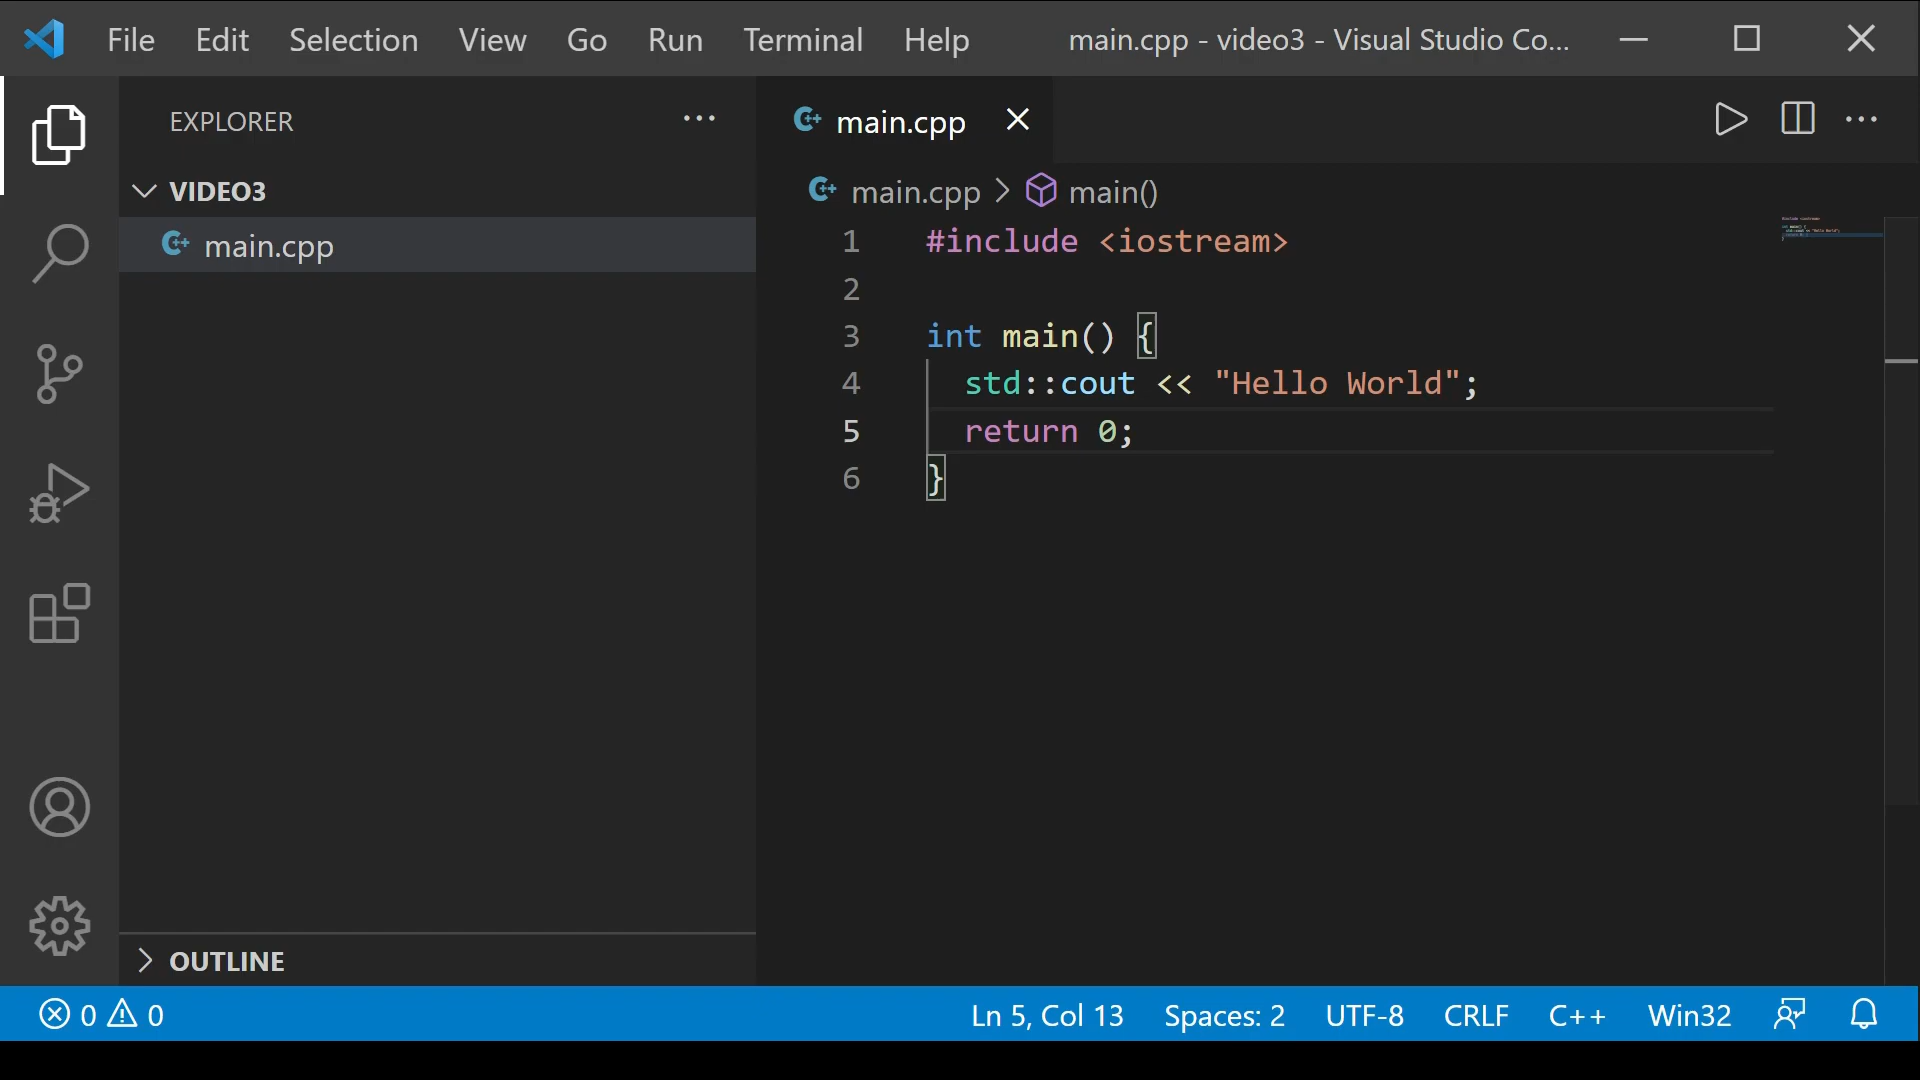 File Edit Selection View Go Run Terminal Help main.cpp - video3 - Visual Studio Co...
EXPLORER
VIDEO3
main.cpp
OUTLINE
main.cpp
main.cpp > main()
1 #include <iostream>
2
3 int main() {
4 std::cout << "Hello World";
5 return 0;
6 }
0 0 Ln 5, Col 13 Spaces: 2 UTF-8 CRLF C++ Win32